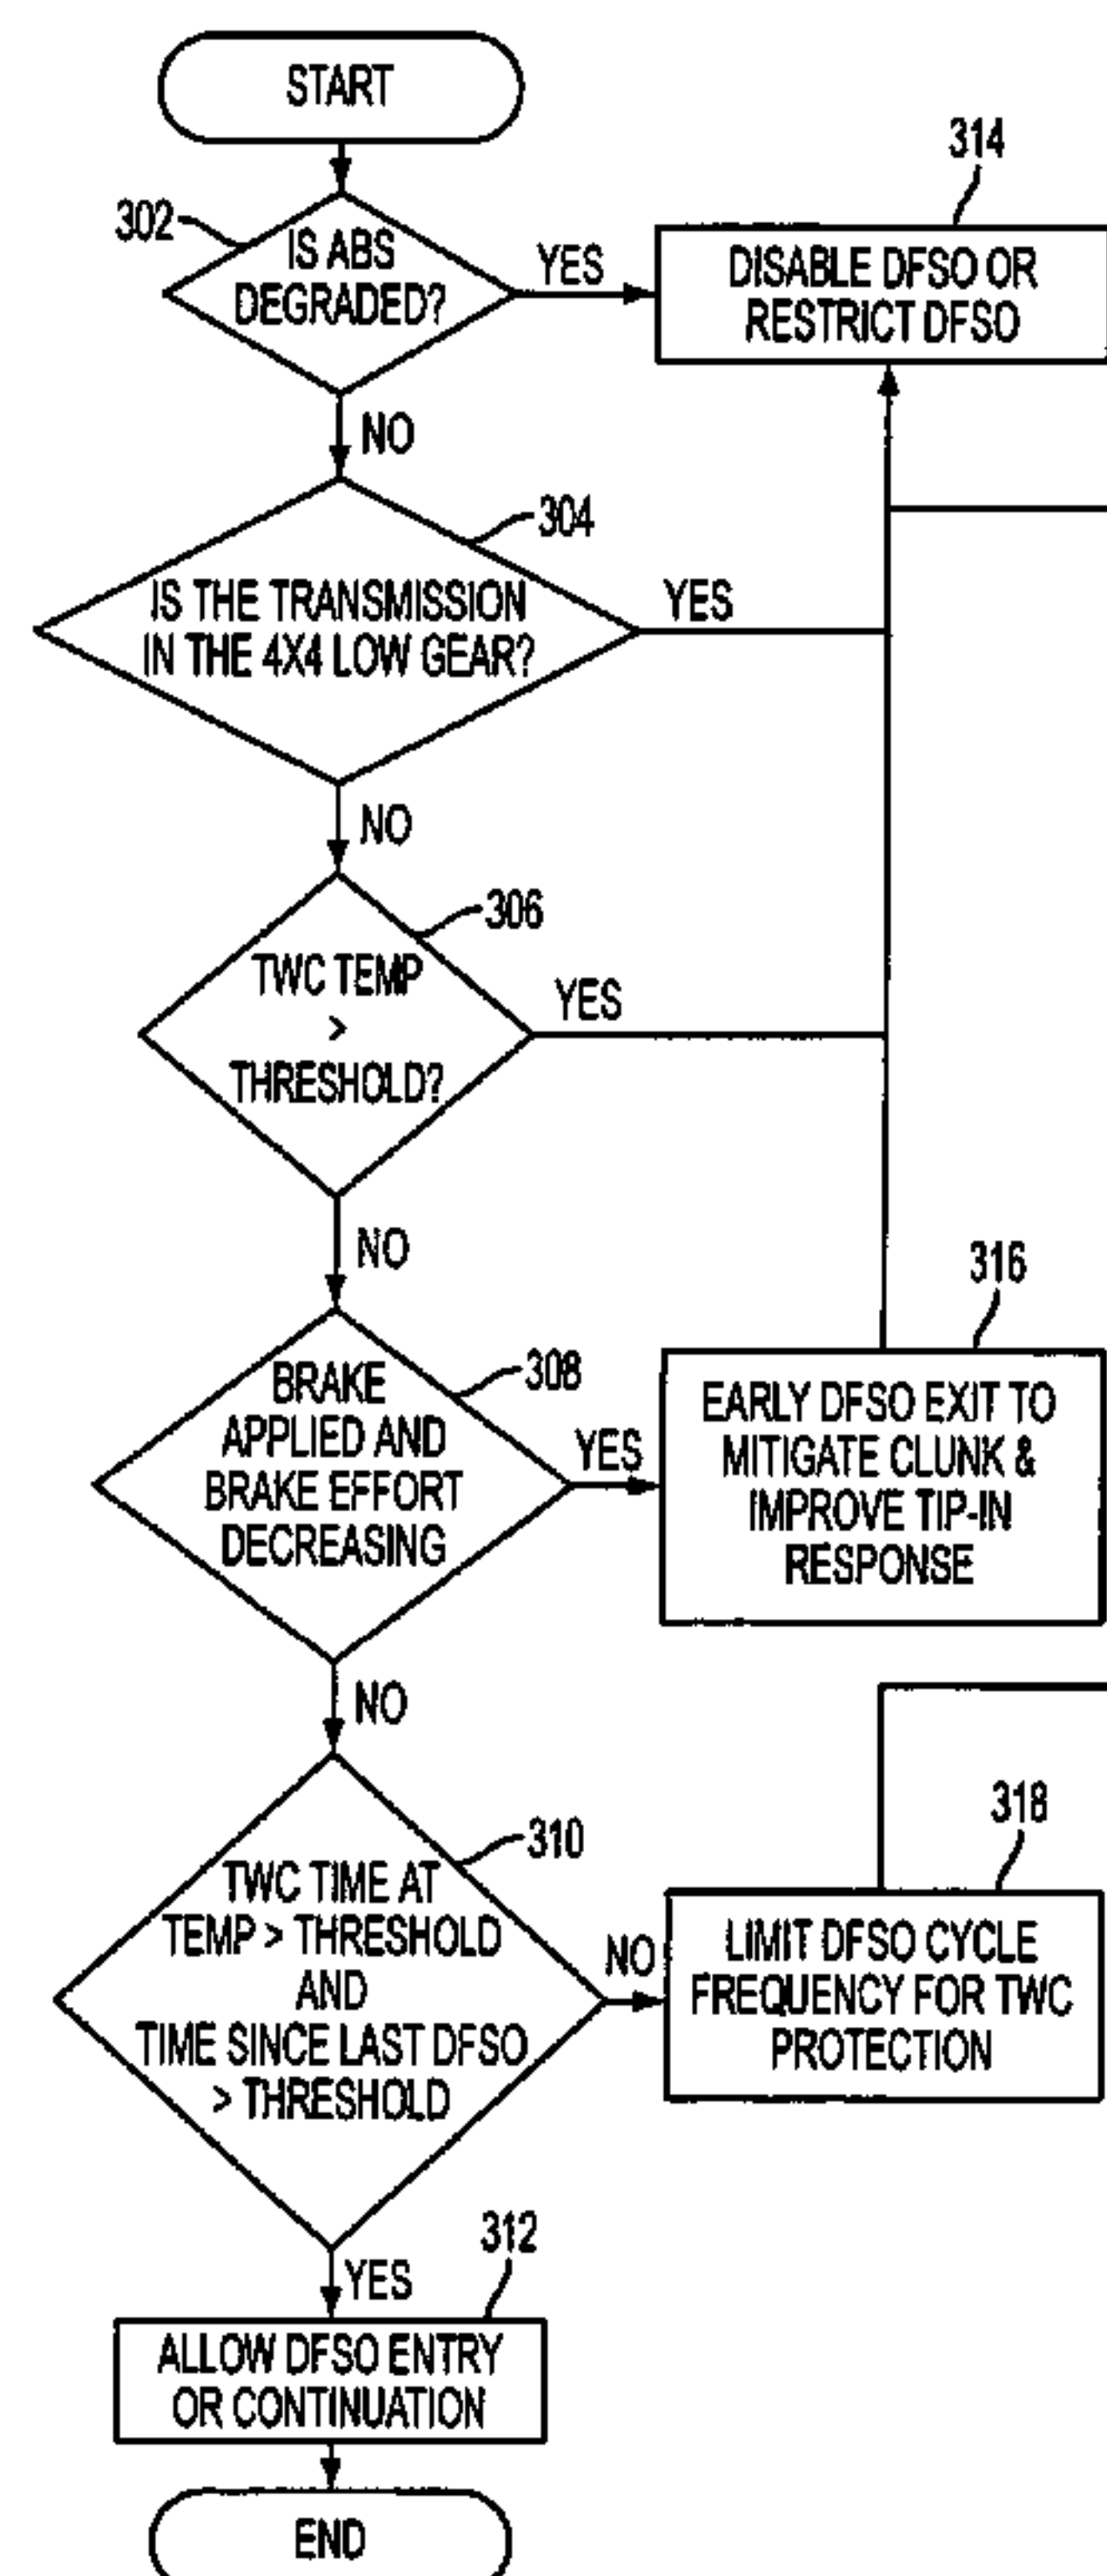 START
302
IS ABS
DEGRADED?
YES
314
DISABLE DFSO OR
RESTRICT DFSO
NO
304
IS THE TRANSMISSION
IN THE 4X4 LOW GEAR?
YES
NO
306
TWC TEMP
>
THRESHOLD?
YES
NO
308
BRAKE
APPLIED AND
BRAKE EFFORT
DECREASING
YES
316
EARLY DFSO EXIT TO
MITIGATE CLUNK &
IMPROVE TIP-IN
RESPONSE
NO
310
TWC TIME AT
TEMP > THRESHOLD
AND
TIME SINCE LAST DFSO
> THRESHOLD
NO
318
LIMIT DFSO CYCLE
FREQUENCY FOR TWC
PROTECTION
YES
312
ALLOW DFSO ENTRY
OR CONTINUATION
END